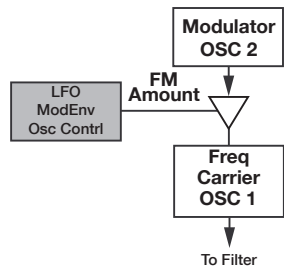 Modulator
OSC 2
FM
Amount
LFO
ModEnv
Osc Contrl
Freq
Carrier
OSC 1
To Filter